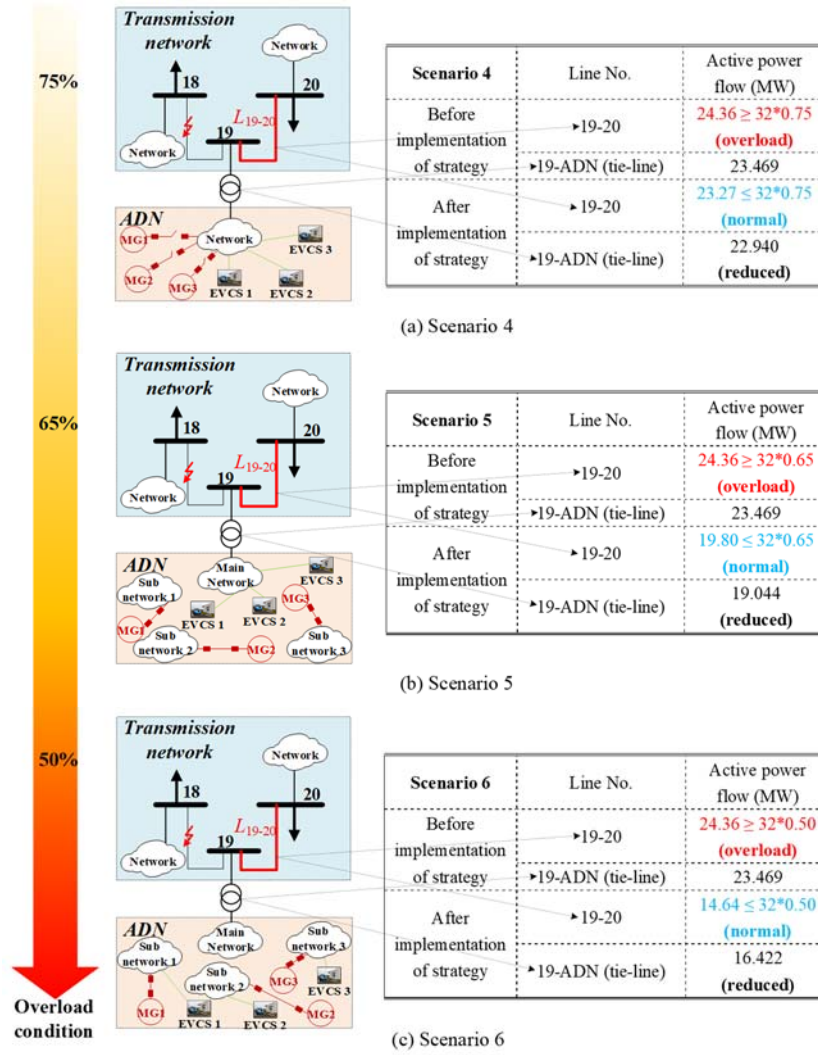 75%
Transmission
network
Network
18
20
L19-20
19
Network
ADN
MG1
Network
EVCS 3
MG2
MG3
EVCS 1
EVCS 2
Scenario 4
Line No.
Active power
flow (MW)
Before
implementation
of strategy
19-20
24.36 ≥ 32*0.75
(overload)
19-ADN (tie-line)
23.469
After
implementation
of strategy
19-20
23.27 ≤ 32*0.75
(normal)
19-ADN (tie-line)
22.940
(reduced)
(a) Scenario 4
65%
Transmission
network
Network
18
20
L19-20
19
Network
ADN
Main
Network
EVCS 3
Sub
network 1
MG3
EVCS 1
EVCS 2
MG1
Sub
network 2
MG2
Sub
network 3
Scenario 5
Line No.
Active power
flow (MW)
Before
implementation
of strategy
19-20
24.36 ≥ 32*0.65
(overload)
19-ADN (tie-line)
23.469
After
implementation
of strategy
19-20
19.80 ≤ 32*0.65
(normal)
19-ADN (tie-line)
19.044
(reduced)
(b) Scenario 5
50%
Transmission
network
Network
18
20
L19-20
19
Network
ADN
Main
Network
Sub
network 1
Sub
network 3
Sub
network 2
MG3
EVCS 3
MG1
EVCS 1
EVCS 2
MG2
Scenario 6
Line No.
Active power
flow (MW)
Before
implementation
of strategy
19-20
24.36 ≥ 32*0.50
(overload)
19-ADN (tie-line)
23.469
After
implementation
of strategy
19-20
14.64 ≤ 32*0.50
(normal)
19-ADN (tie-line)
16.422
(reduced)
(c) Scenario 6
Overload
condition